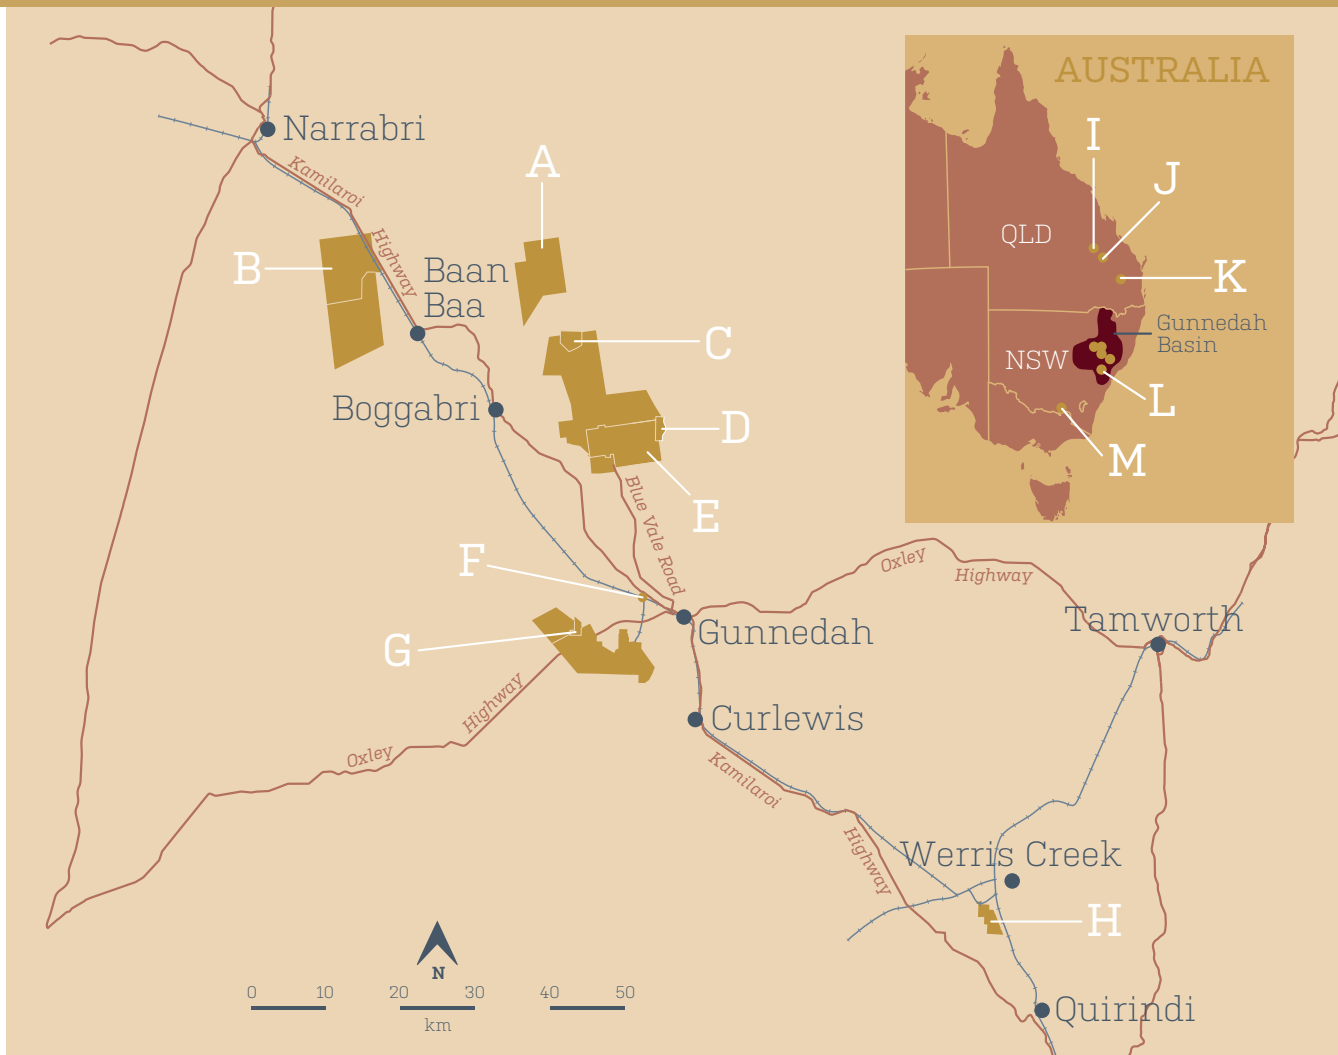 AUSTRALIA
I
J
QLD
K
Gunnedah
Basin
NSW
L
M
Narrabri
Kamilaroi
Highway
A
B
Baan
Baa
C
Boggabri
D
E
Blue Vale Road
F
Oxley
Highway
Tamworth
Gunnedah
G
Highway
Oxley
Curlewis
Kamilaroi
Highway
Werris Creek
H
N
0 10 20 30 40 50
km
Quirindi